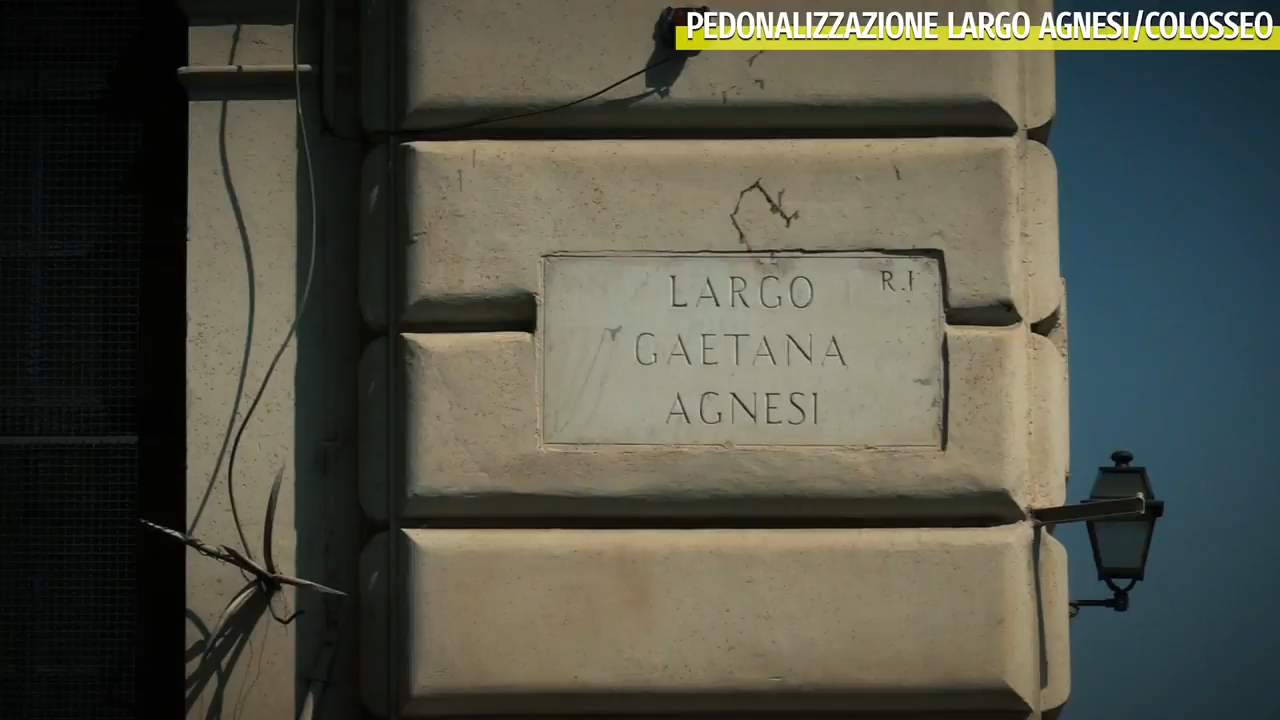 PEDONALIZZAZIONE LARGO AGNESI/COLOSSEO
R.I
LARGO
GAETANA
AGNESI